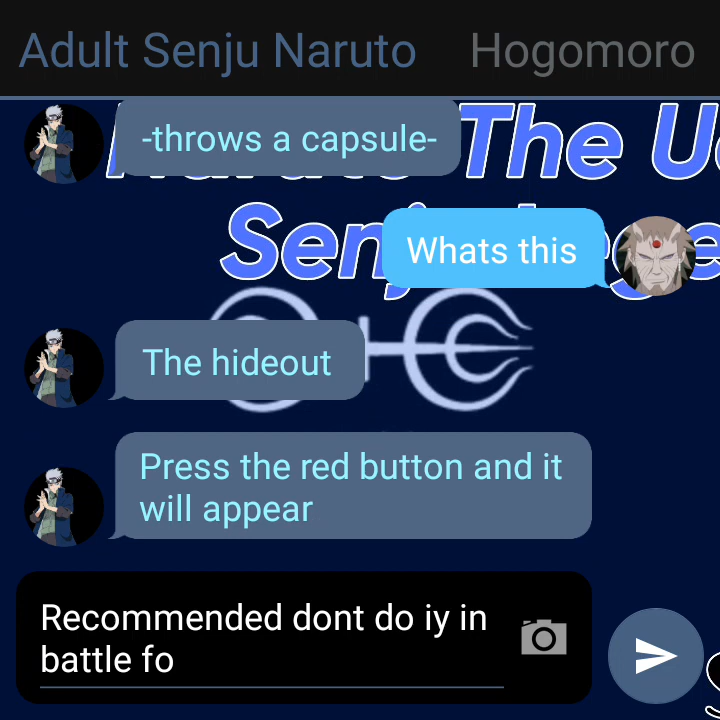 Adult Senju Naruto Hogomoro
-throws a capsule-
The
Whats this
The hideout
Press the red button and it
will appear
Recommended dont do iy in
battle fo